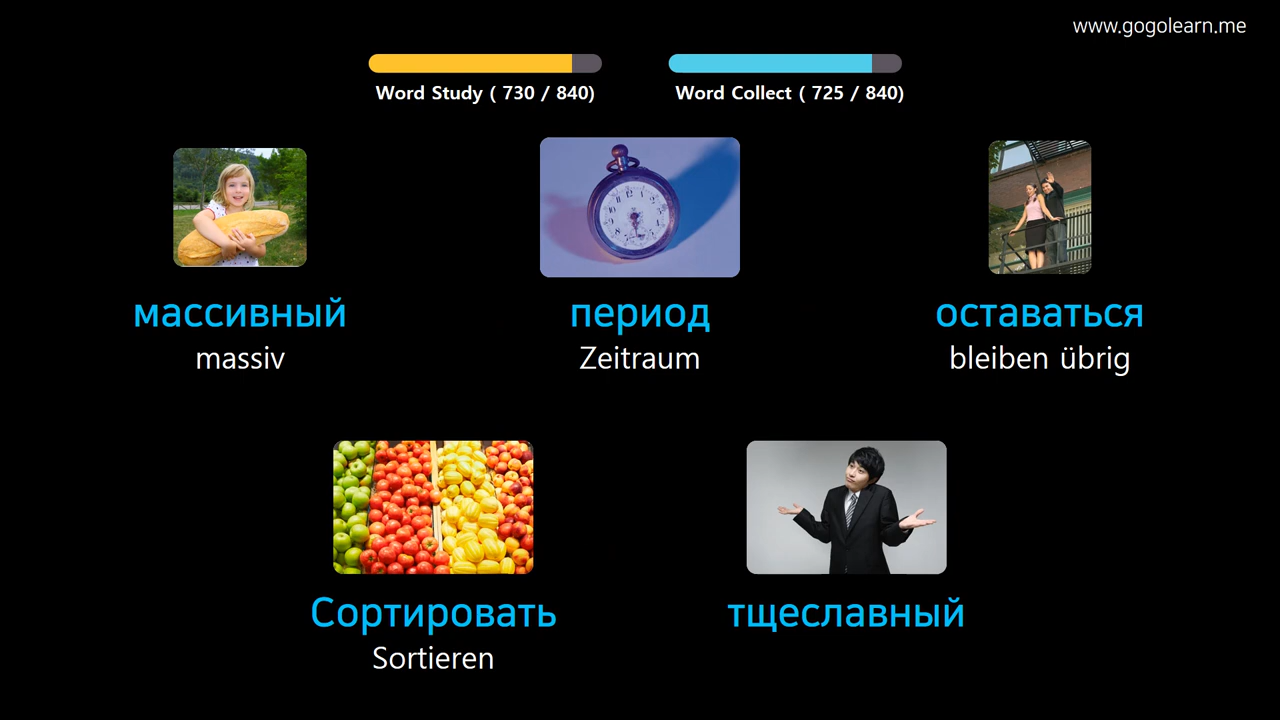 www.gogolearn.me
Word Study ( 730 / 840)
Word Collect ( 725 / 840)
массивный
massiv
период
Zeitraum
оставаться
bleiben übrig
Сортировать
Sortieren
тщеславный